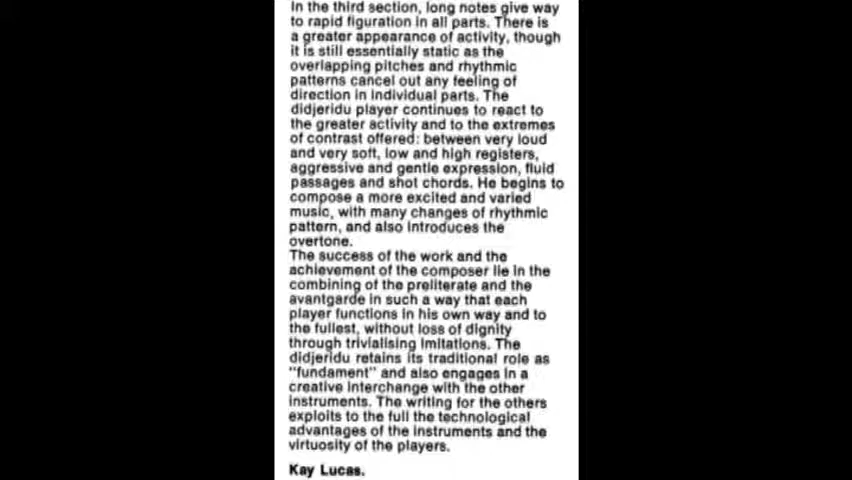 In the third section, long notes give way
to rapid figuration in all parts. There is
a greater appearance of activity, though
it is still essentially static as the
overlapping pitches and rhythmic
patterns cancel out any feeling of
direction in individual parts. The
didjeridu player continues to react to
the greater activity and to the extremes
of contrast offered: between very loud
and very soft, low and high registers,
aggressive and gentle expression, fluid
passages and shot chords. He begins to
compose a more excited and varied
music, with many changes of rhythmic
pattern, and also introduces the
overtone.
The success of the work and the
achievement of the composer lie in the
combining of the preliterate and the
avantgarde in such a way that each
player functions in his own way and to
the fullest, without loss of dignity
through trivialising imitations. The
didjeridu retains its traditional role as
"fundament" and also engages in a
creative interchange with the other
instruments. The writing for the others
exploits to the full the technological
advantages of the instruments and the
virtuosity of the players.
Kay Lucas.